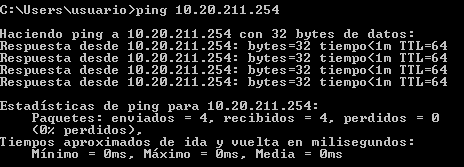 C:\Users\usuario>ping 10.20.211.254
Haciendo ping a 10.20.211.254 con 32 bytes de datos:
Respuesta desde 10.20.211.254: bytes=32 tiempo<1m TTL=64
Respuesta desde 10.20.211.254: bytes=32 tiempo<1m TTL=64
Respuesta desde 10.20.211.254: bytes=32 tiempo<1m TTL=64
Respuesta desde 10.20.211.254: bytes=32 tiempo<1m TTL=64
Estadísticas de ping para 10.20.211.254:
Paquetes: enviados = 4, recibidos = 4, perdidos = 0
(0% perdidos),
Tiempos aproximados de ida y vuelta en milisegundos:
Mínimo = 0ms, Máximo = 0ms, Media = 0ms